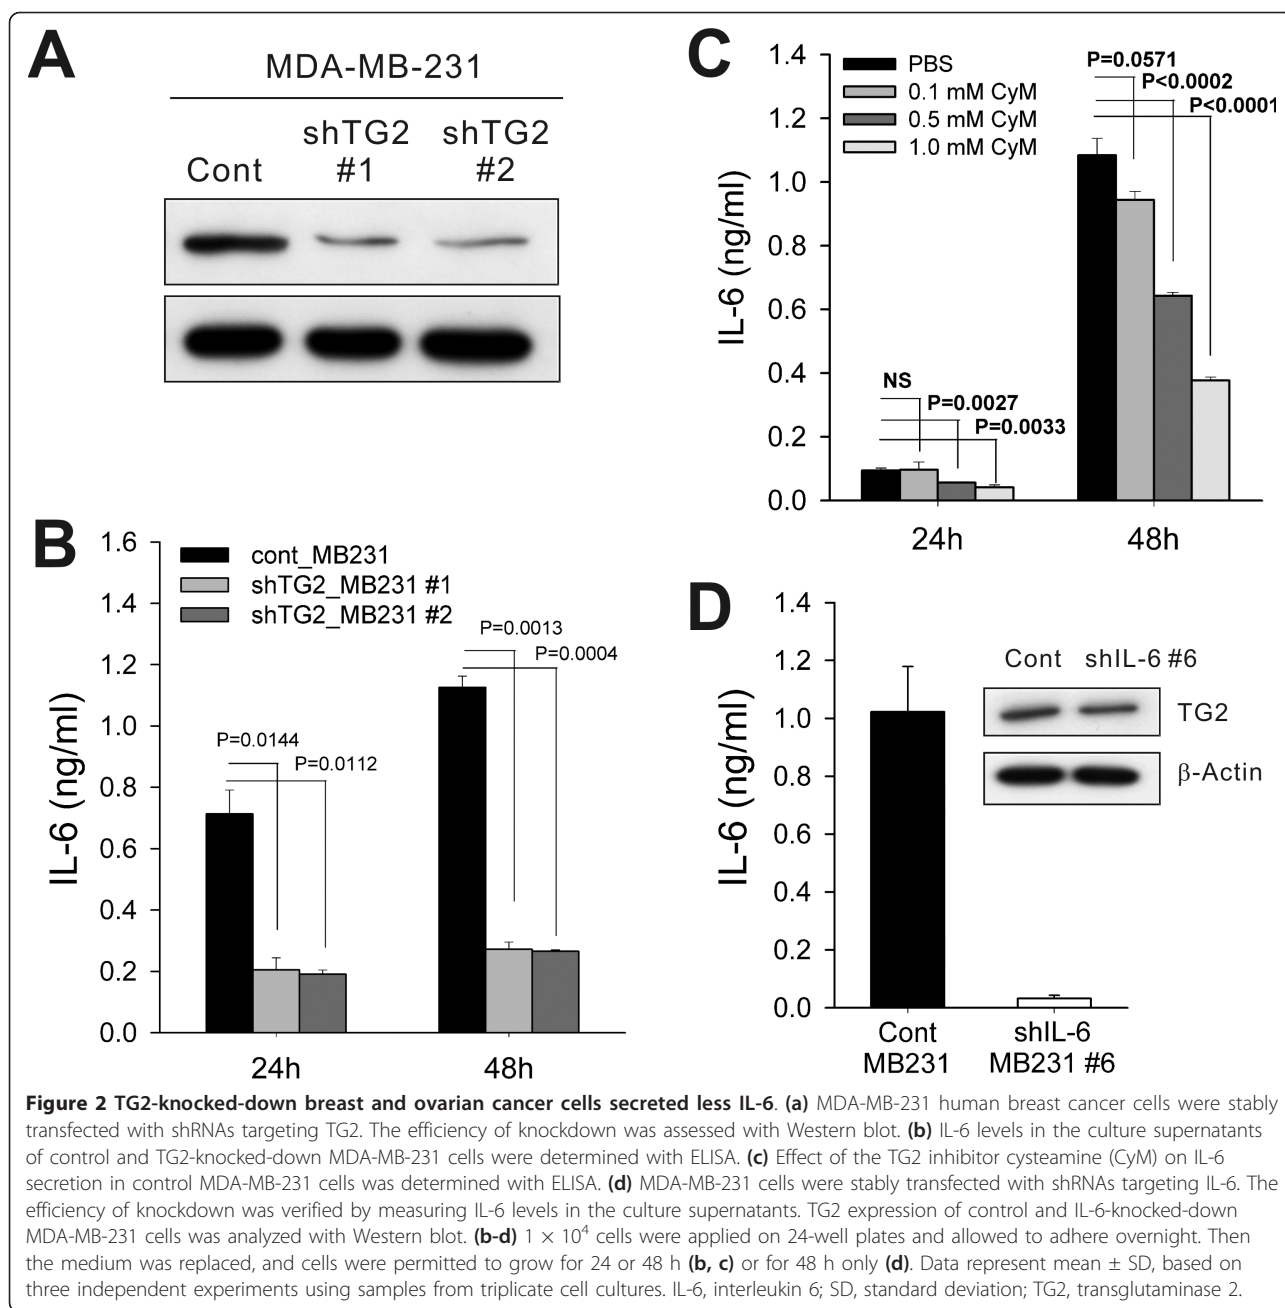 A
MDA-MB-231
Cont
shTG2
#1
shTG2
#2
B
IL-6 (ng/ml)
1.6
1.4
1.2
1.0
0.8
0.6
0.4
0.2
0.0
cont_MB231
shTG2_MB231 #1
shTG2_MB231 #2
P=0.0144
P=0.0112
P=0.0013
P=0.0004
24h
48h
C
IL-6 (ng/ml)
1.4
1.2
1.0
0.8
0.6
0.4
0.2
0.0
PBS
0.1 mM CyM
0.5 mM CyM
1.0 mM CyM
NS
P=0.0027
P=0.0033
P=0.0571
P<0.0002
P<0.0001
24h
48h
D
IL-6 (ng/ml)
1.4
1.2
1.0
0.8
0.6
0.4
0.2
0.0
Cont
shIL-6 #6
TG2
β-Actin
Cont
MB231
shIL-6
MB231 #6
Figure 2 TG2-knocked-down breast and ovarian cancer cells secreted less IL-6. (a) MDA-MB-231 human breast cancer cells were stably
transfected with shRNAs targeting TG2. The efficiency of knockdown was assessed with Western blot. (b) IL-6 levels in the culture supernatants
of control and TG2-knocked-down MDA-MB-231 cells were determined with ELISA. (c) Effect of the TG2 inhibitor cysteamine (CyM) on IL-6
secretion in control MDA-MB-231 cells was determined with ELISA. (d) MDA-MB-231 cells were stably transfected with shRNAs targeting IL-6. The
efficiency of knockdown was verified by measuring IL-6 levels in the culture supernatants. TG2 expression of control and IL-6-knocked-down
MDA-MB-231 cells was analyzed with Western blot. (b-d) 1 × 10⁴ cells were applied on 24-well plates and allowed to adhere overnight. Then
the medium was replaced, and cells were permitted to grow for 24 or 48 h (b, c) or for 48 h only (d). Data represent mean ± SD, based on
three independent experiments using samples from triplicate cell cultures. IL-6, interleukin 6; SD, standard deviation; TG2, transglutaminase 2.